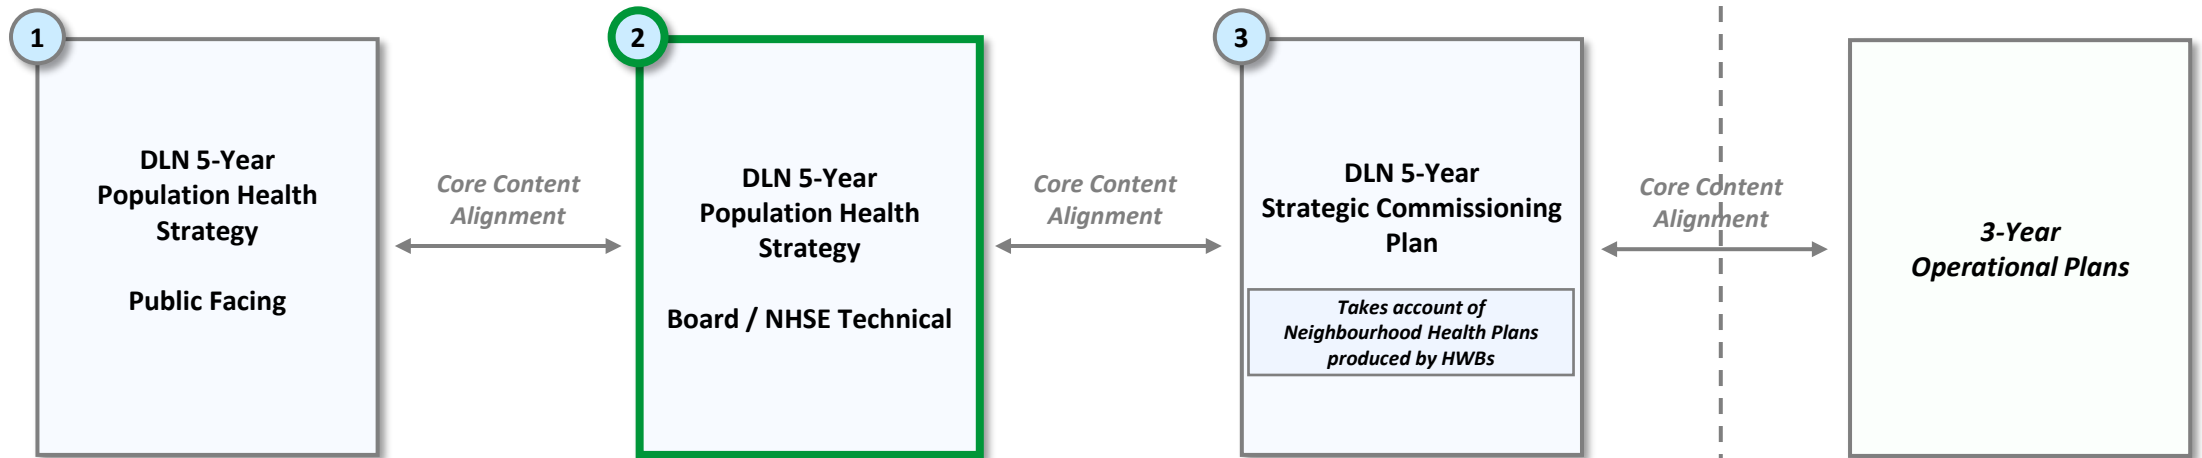 1
DLN 5-Year
Population Health
Strategy
Public Facing
Core Content
Alignment
2
DLN 5-Year
Population Health
Strategy
Board / NHSE Technical
Core Content
Alignment
3
DLN 5-Year
Strategic Commissioning
Plan
Takes account of
Neighbourhood Health Plans
produced by HWBs
Core Content
Alignment
3-Year
Operational Plans